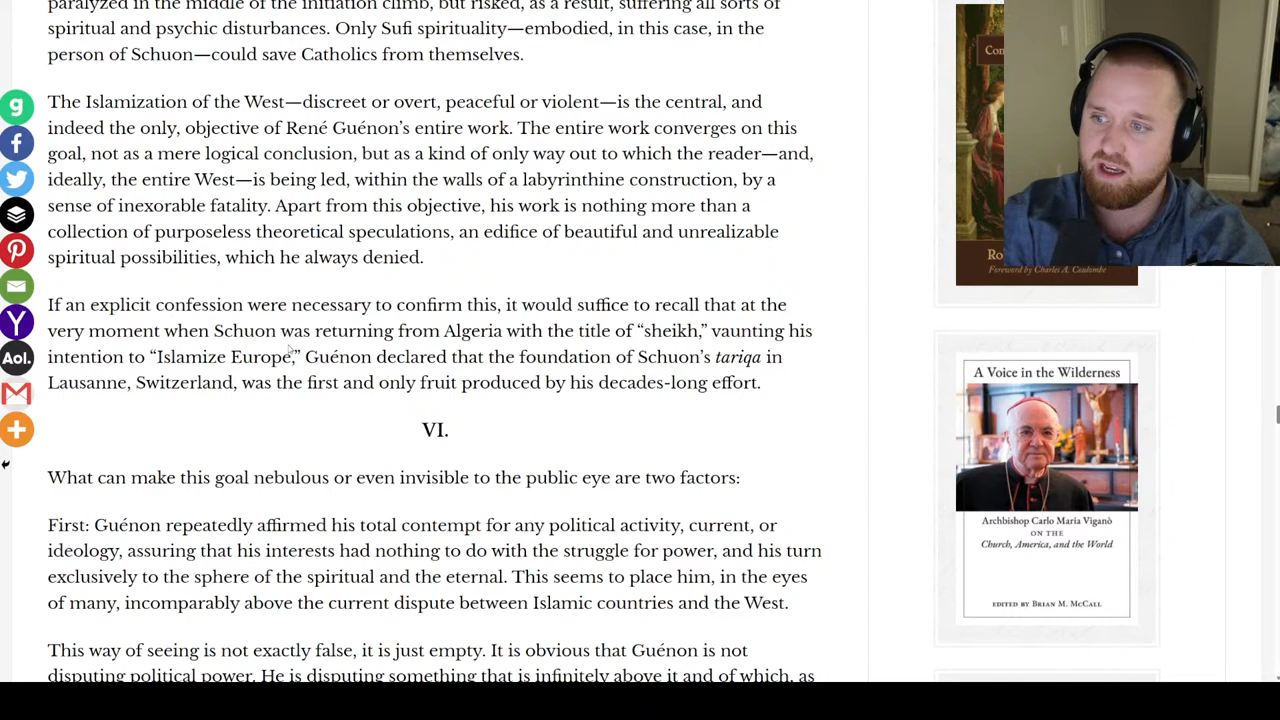 paralyzed in the middle of the initiation climb, but risked, as a result, suffering all sorts of
spiritual and psychic disturbances. Only Sufi spirituality—embodied, in this case, in the
person of Schuon—could save Catholics from themselves.
The Islamization of the West—discreet or overt, peaceful or violent—is the central, and
indeed the only, objective of René Guénon’s entire work. The entire work converges on this
goal, not as a mere logical conclusion, but as a kind of only way out to which the reader—and,
ideally, the entire West—is being led, within the walls of a labyrinthine construction, by a
sense of inexorable fatality. Apart from this objective, his work is nothing more than a
collection of purposeless theoretical speculations, an edifice of beautiful and unrealizable
spiritual possibilities, which he always denied.
If an explicit confession were necessary to confirm this, it would suffice to recall that at the
very moment when Schuon was returning from Algeria with the title of “sheikh,” vaunting his
intention to “Islamize Europe,” Guénon declared that the foundation of Schuon’s tariqa in
Lausanne, Switzerland, was the first and only fruit produced by his decades-long effort.
VI.
What can make this goal nebulous or even invisible to the public eye are two factors:
First: Guénon repeatedly affirmed his total contempt for any political activity, current, or
ideology, assuring that his interests had nothing to do with the struggle for power, and his turn
exclusively to the sphere of the spiritual and the eternal. This seems to place him, in the eyes
of many, incomparably above the current dispute between Islamic countries and the West.
This way of seeing is not exactly false, it is just empty. It is obvious that Guénon is not
disputing political power. He is disputing something that is infinitely above it and of which, as
g
Y
Aol.
Con
Ro
Foreword by Charles A. Coulombe
A Voice in the Wilderness
Archbishop Carlo Maria Viganò
ON THE
Church, America, and the World
EDITED BY BRIAN M. McCALL